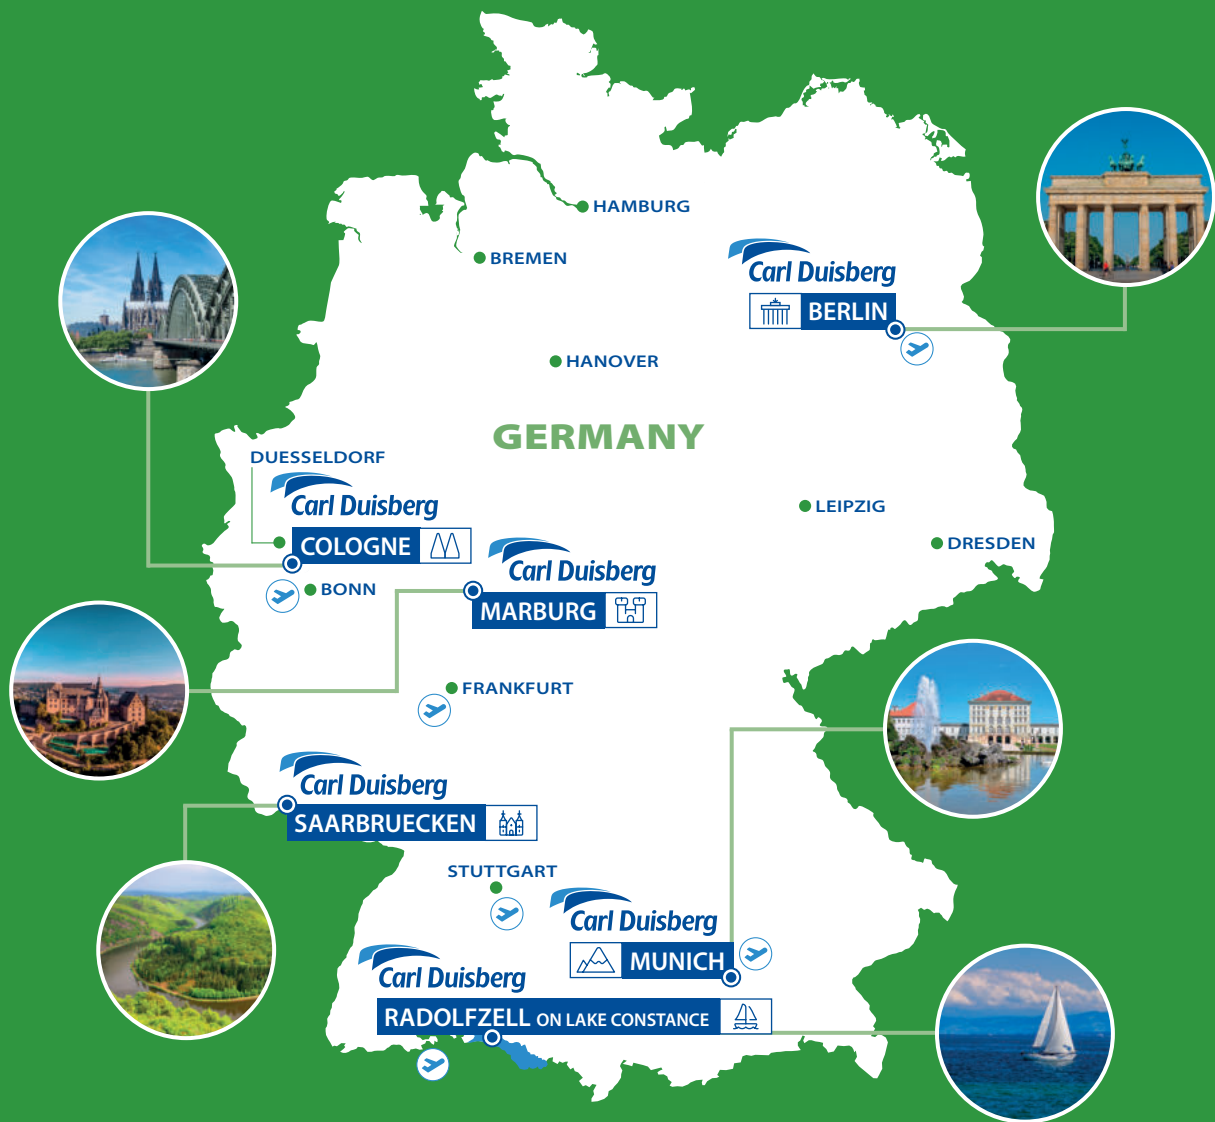 HAMBURG
BREMEN
Carl Duisberg
BERLIN
HANOVER
GERMANY
DUESSELDORF
Carl Duisberg
COLOGNE
LEIPZIG
DRESDEN
Carl Duisberg
BONN
MARBURG
FRANKFURT
Carl Duisberg
SAARBRUECKEN
STUTTGART
Carl Duisberg
MUNICH
Carl Duisberg
RADOLFZELL ON LAKE CONSTANCE